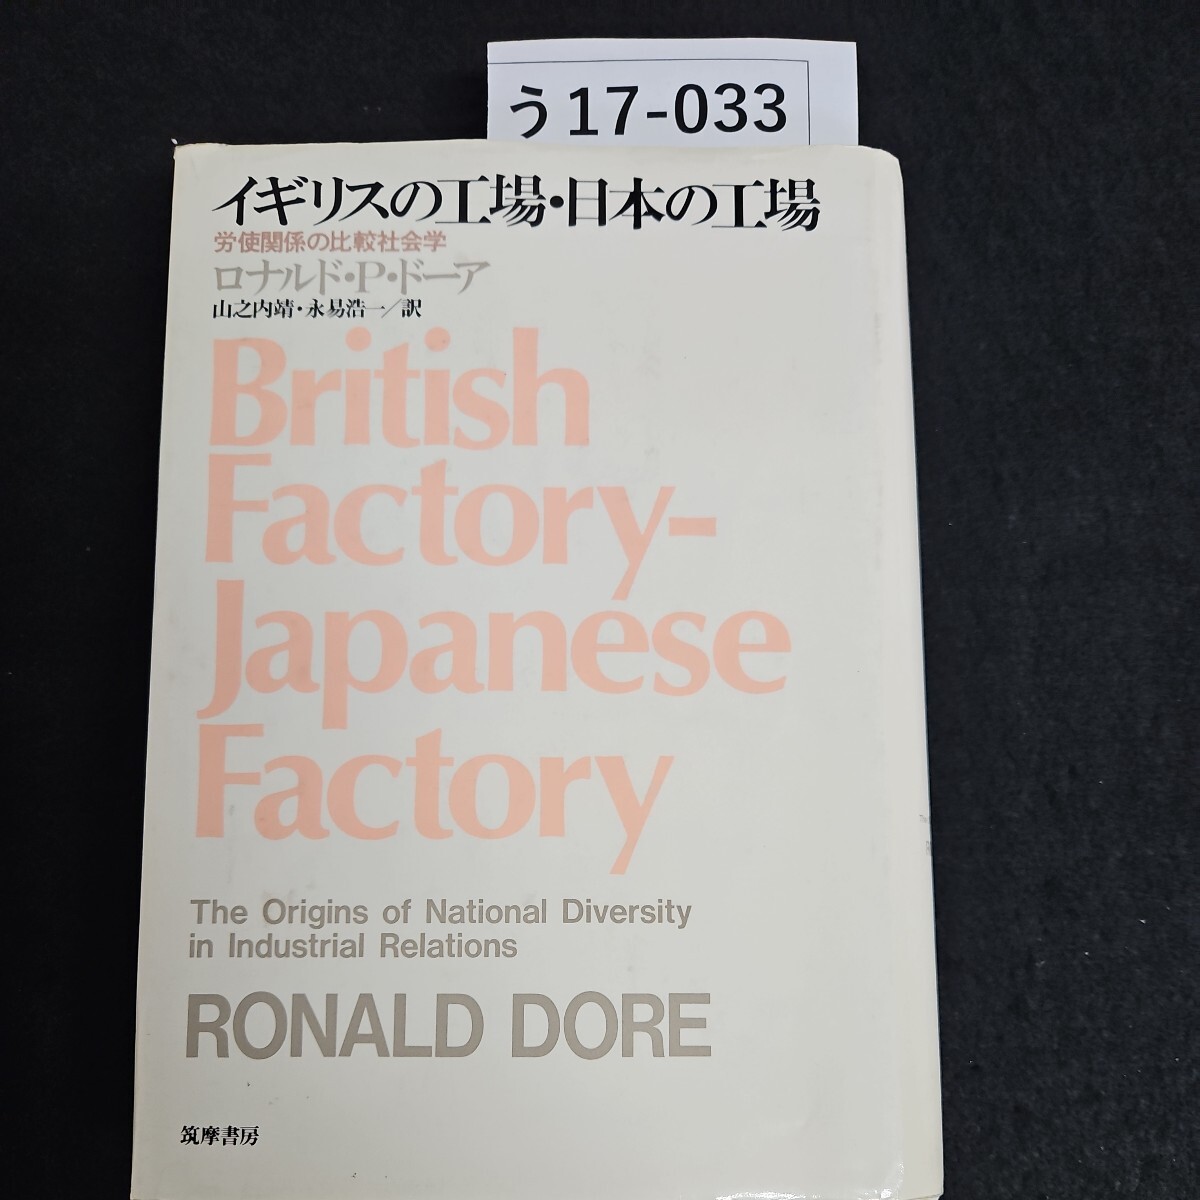 う17-033
イギリスの工場・日本の工場
労使関係の比較社会学
ロナルド・P・ドーア
山之内靖・永易浩一/訳
British
Factory-
Japanese
Factory
The Origins of National Diversity
in Industrial Relations
RONALD DORE
筑摩書房